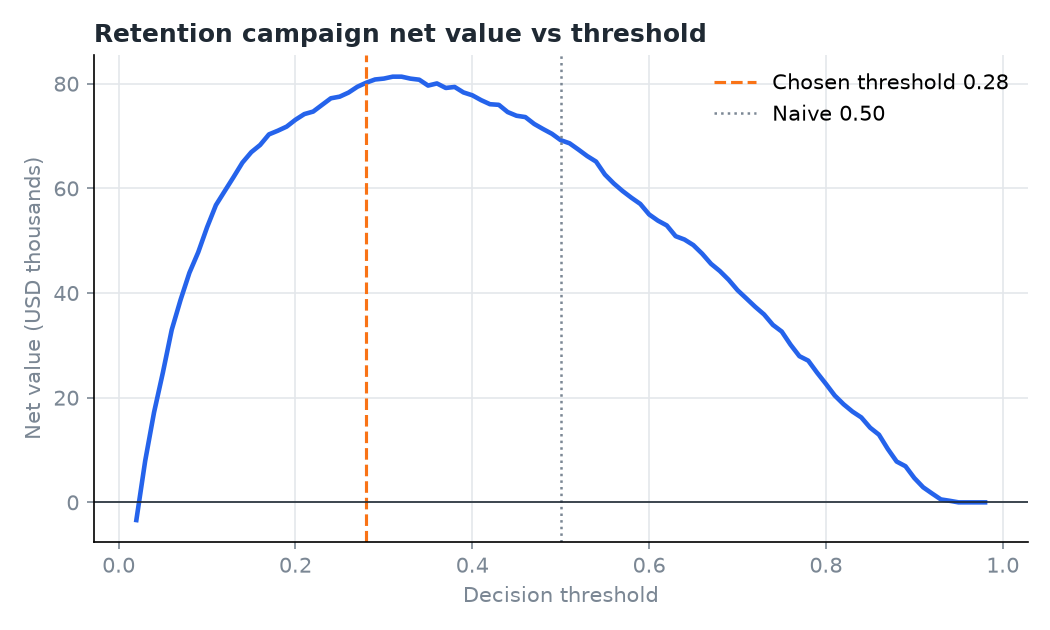 Retention campaign net value vs threshold
Chosen threshold 0.28
Naive 0.50
Net value (USD thousands)
80
60
40
20
0
0.0 0.2 0.4 0.6 0.8 1.0
Decision threshold